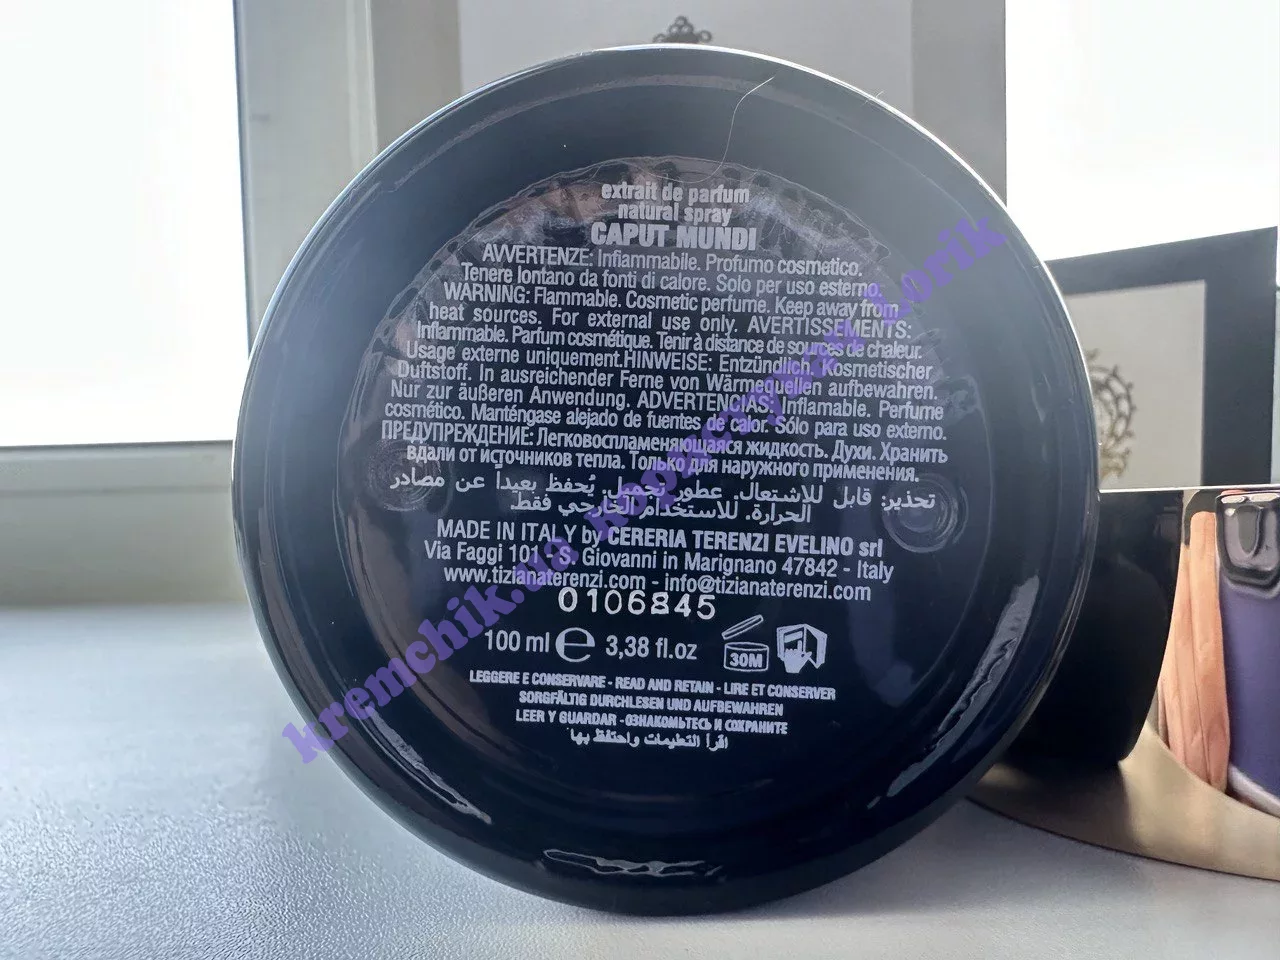 extrait de parfum
natural spray
CAPUT MUNDI
AVVERTENZE: Infiammabile. Profumo cosmetico.
Tenere lontano da fonti di calore. Solo per uso esterno.
WARNING: Flammable. Cosmetic perfume. Keep away from
heat sources. For external use only. AVERTISSEMENTS:
Inflammable. Parfum cosmétique. Tenir à distance de sources de chaleur.
Usage externe uniquement.HINWEISE: Entzündlich. Kosmetischer
Duftstoff. In ausreichender Ferne von Wärmequellen aufbewahren.
Nur zur äußeren Anwendung. ADVERTENCIAS: Inflamable. Perfume
cosmético. Manténgase alejado de fuentes de calor. Sólo para uso externo.
ПРЕДУПРЕЖДЕНИЕ: Легковоспламеняющаяся жидкость. Духи. Хранить
вдали от источников тепла. Только для наружного применения.
تحذير: قابل للاشتعال. عطور تجميل. يُحفظ بعيداً عن مصادر
الحرارة. للاستخدام الخارجي فقط
MADE IN ITALY by CERERIA TERENZI EVELINO srl
Via Faggi 101 - S. Giovanni in Marignano 47842 - Italy
www.tizianaterenzi.com - info@tizianaterenzi.com
0106845
100 ml e 3,38 fl.oz
30M
LEGGERE E CONSERVARE - READ AND RETAIN - LIRE ET CONSERVER
SORGFÄLTIG DURCHLESEN UND AUFBEWAHREN
LEER Y GUARDAR - ОЗНАКОМЬТЕСЬ И СОХРАНИТЕ
اقرأ التعليمات واحتفظ بها
kremchik.ua
Lorik